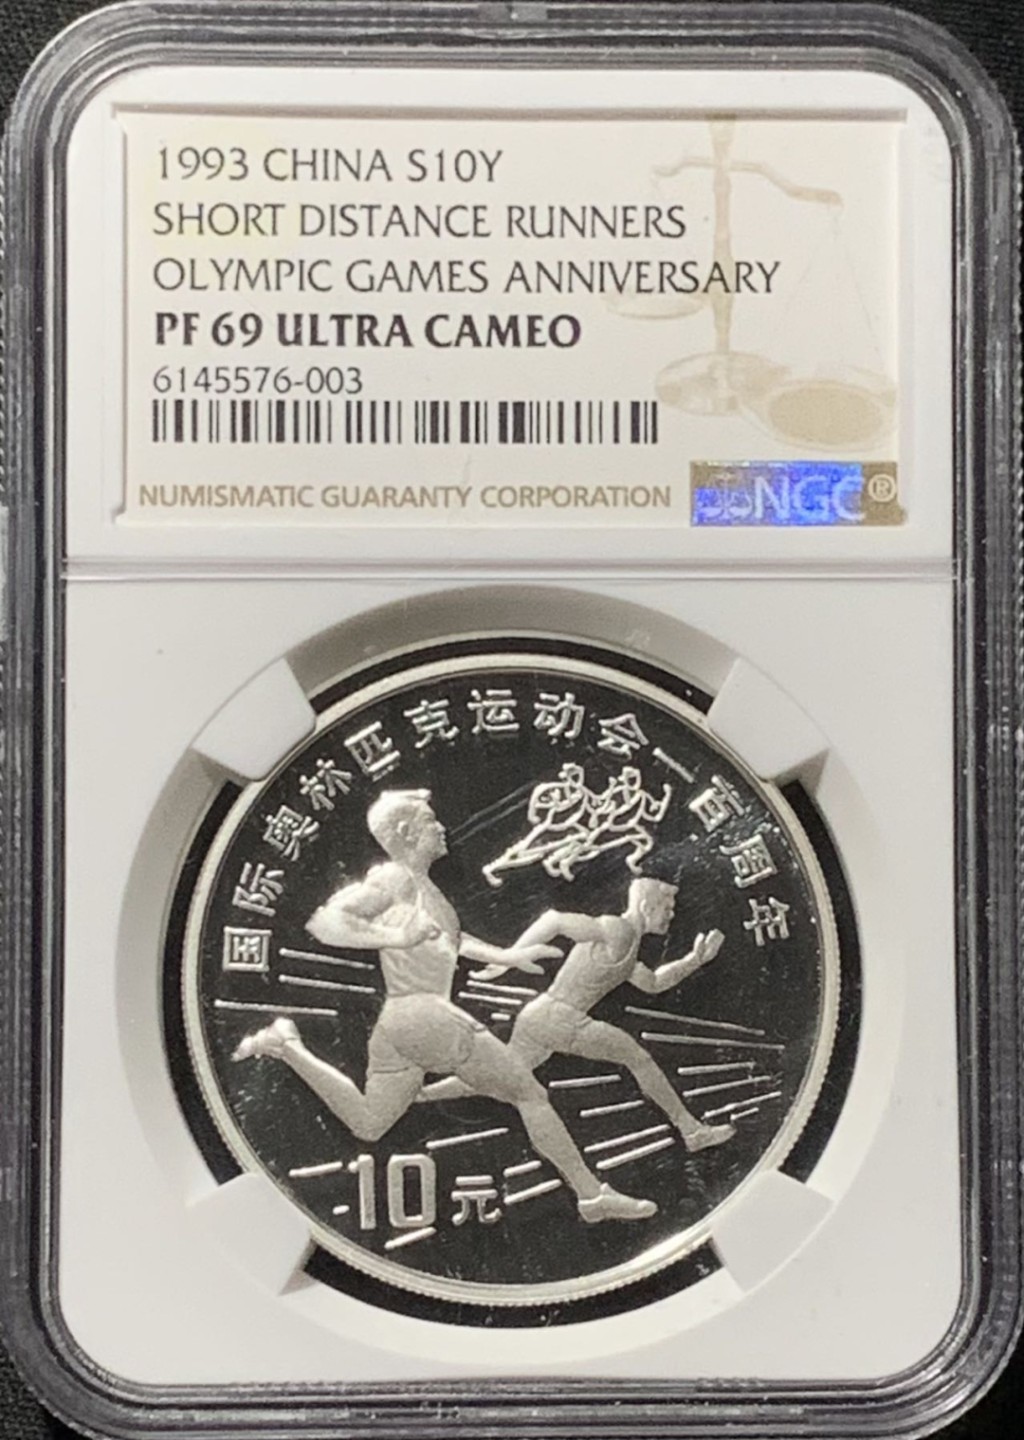 1993 CHINA S10Y
SHORT DISTANCE RUNNERS
OLYMPIC GAMES ANNIVERSARY
PF 69 ULTRA CAMEO
6145576-003
NUMISMATIC GUARANTY CORPORATION
NGC®
国际奥林匹克运动会一百周年
10元